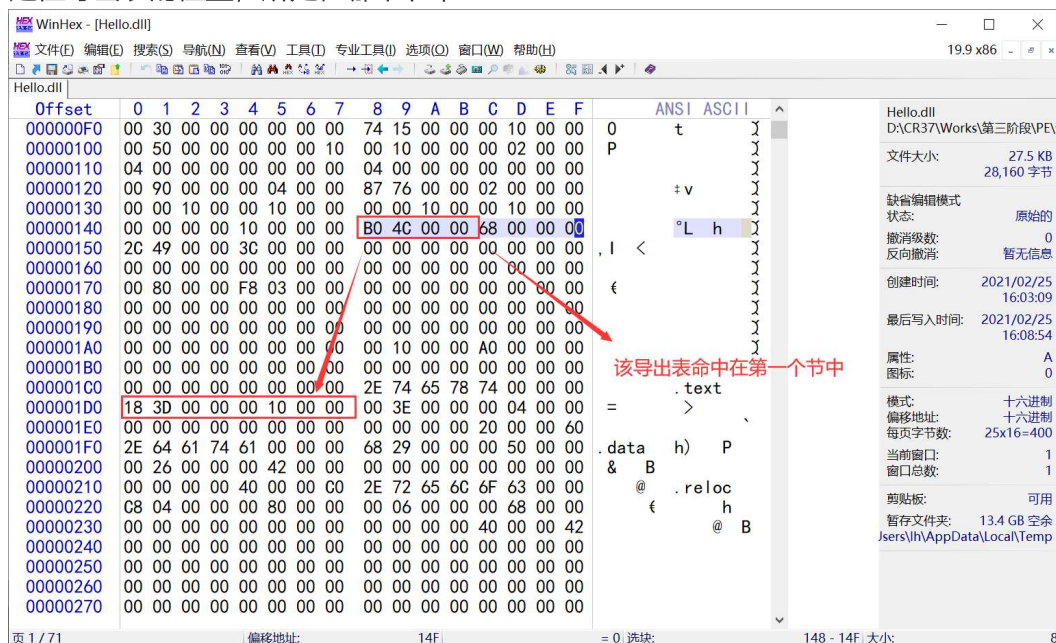 WinHex - [Hello.dll]
文件(F) 编辑(E) 搜索(S) 导航(N) 查看(V) 工具(T) 专业工具(I) 选项(O) 窗口(W) 帮助(H) 19.9 x86
Hello.dll
Offset 0 1 2 3 4 5 6 7 8 9 A B C D E F ANSI ASCII
000000F0 00 30 00 00 00 00 00 00 74 15 00 00 00 10 00 00 0 t
00000100 00 50 00 00 00 00 00 10 00 10 00 00 00 02 00 00 P
00000110 04 00 00 00 00 00 00 00 04 00 00 00 00 00 00 00
00000120 00 90 00 00 00 04 00 00 87 76 00 00 02 00 00 00 ‡v
00000130 00 00 10 00 00 10 00 00 00 00 10 00 00 10 00 00
00000140 00 00 00 00 10 00 00 00 B0 4C 00 00 68 00 00 00 °L h
00000150 2C 49 00 00 3C 00 00 00 00 00 00 00 00 00 00 00 ,I <
00000160 00 00 00 00 00 00 00 00 00 00 00 00 00 00 00 00
00000170 00 80 00 00 F8 03 00 00 00 00 00 00 00 00 00 00 €
00000180 00 00 00 00 00 00 00 00 00 00 00 00 00 00 00 00
00000190 00 00 00 00 00 00 00 00 00 00 00 00 00 00 00 00
000001A0 00 00 00 00 00 00 00 00 00 10 00 00 A0 00 00 00
000001B0 00 00 00 00 00 00 00 00 00 00 00 00 00 00 00 00
000001C0 00 00 00 00 00 00 00 00 2E 74 65 78 74 00 00 00 .text
000001D0 18 3D 00 00 00 10 00 00 00 3E 00 00 00 04 00 00 = >
000001E0 00 00 00 00 00 00 00 00 00 00 00 00 20 00 00 60 `
000001F0 2E 64 61 74 61 00 00 00 68 29 00 00 00 50 00 00 .data h) P
00000200 00 26 00 00 00 42 00 00 00 00 00 00 00 00 00 00 & B
00000210 00 00 00 00 40 00 00 C0 2E 72 65 6C 6F 63 00 00 @ .reloc
00000220 C8 04 00 00 00 80 00 00 00 06 00 00 00 68 00 00 € h
00000230 00 00 00 00 00 00 00 00 00 00 00 00 40 00 00 42 @ B
00000240 00 00 00 00 00 00 00 00 00 00 00 00 00 00 00 00
00000250 00 00 00 00 00 00 00 00 00 00 00 00 00 00 00 00
00000260 00 00 00 00 00 00 00 00 00 00 00 00 00 00 00 00
00000270 00 00 00 00 00 00 00 00 00 00 00 00 00 00 00 00
该导出表命中在第一个节中
Hello.dll
D:\CR37\Works\第三阶段\PE\
文件大小: 27.5 KB
28,160 字节
缺省编辑模式
状态: 原始的
撤消级数: 0
反向撤消: 暂无信息
创建时间: 2021/02/25
16:03:09
最后写入时间: 2021/02/25
16:08:54
属性: A
图标: 0
模式: 十六进制
偏移地址: 十六进制
每页字节数: 25x16=400
当前窗口: 1
窗口总数: 1
剪贴板: 可用
暂存文件夹: 13.4 GB 空余
Users\lh\AppData\Local\Temp
页 1 / 71 偏移地址: 14F = 0 选块: 148 - 14F 大小: 8